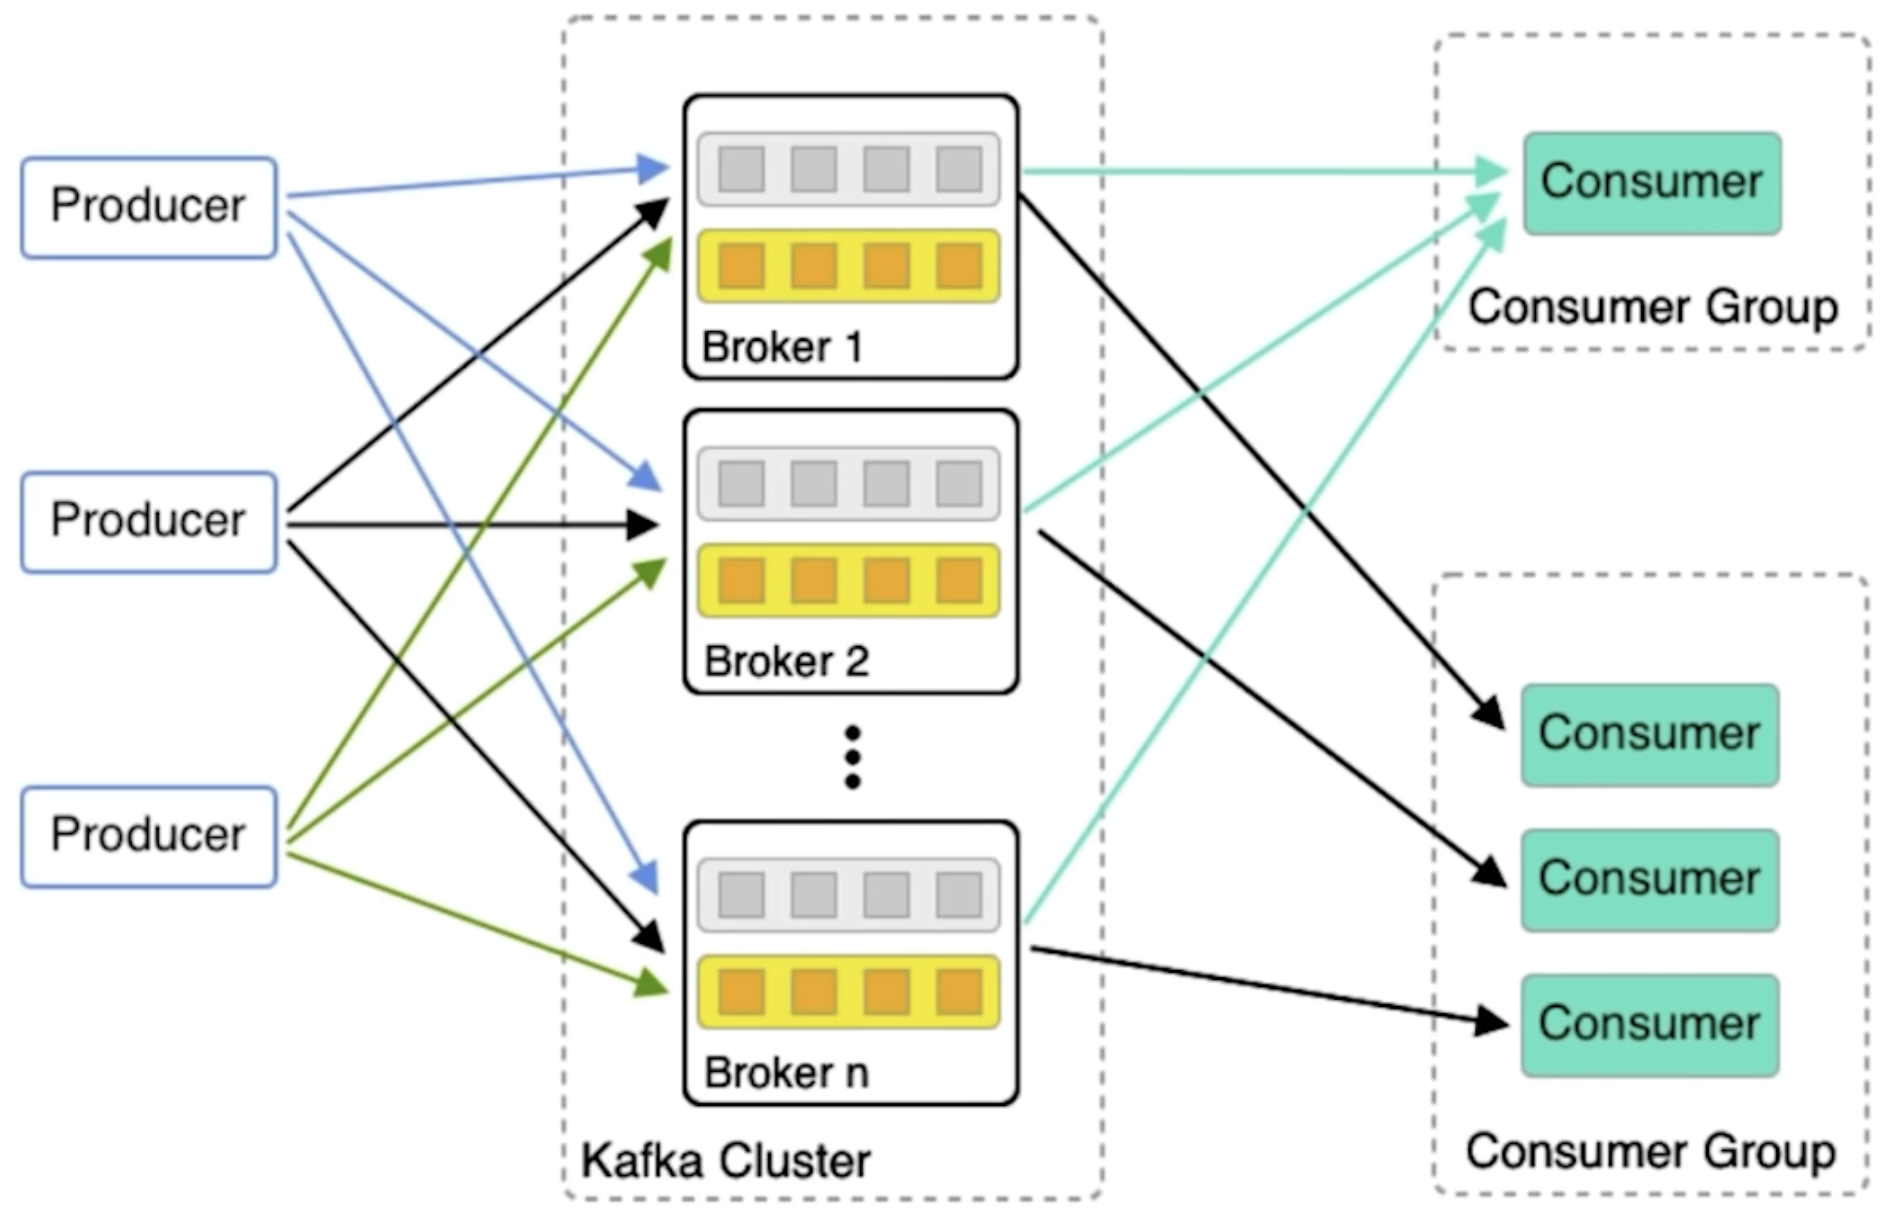 Producer
Producer
Producer
Broker 1
Broker 2
Broker n
Kafka Cluster
Consumer
Consumer Group
Consumer
Consumer
Consumer
Consumer Group